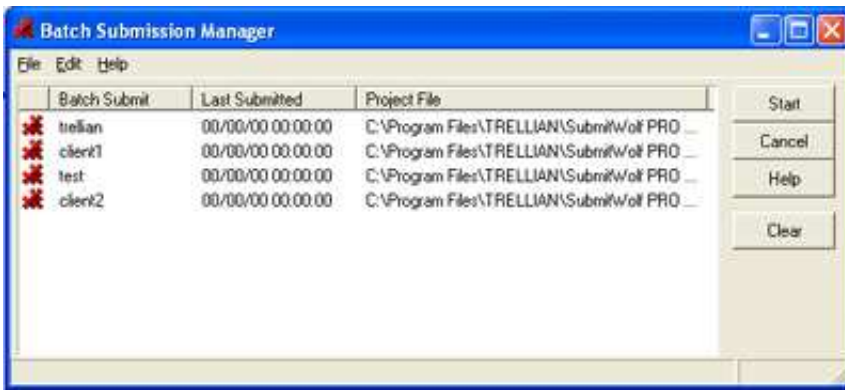 Batch Submission Manager
File Edit Help
Batch Submit Last Submitted Project File
trellian 00/00/00 00:00:00 C:\Program Files\TRELLIAN\SubmitWolf PRO ...
client1 00/00/00 00:00:00 C:\Program Files\TRELLIAN\SubmitWolf PRO ...
test 00/00/00 00:00:00 C:\Program Files\TRELLIAN\SubmitWolf PRO ...
client2 00/00/00 00:00:00 C:\Program Files\TRELLIAN\SubmitWolf PRO ...
Start
Cancel
Help
Clear